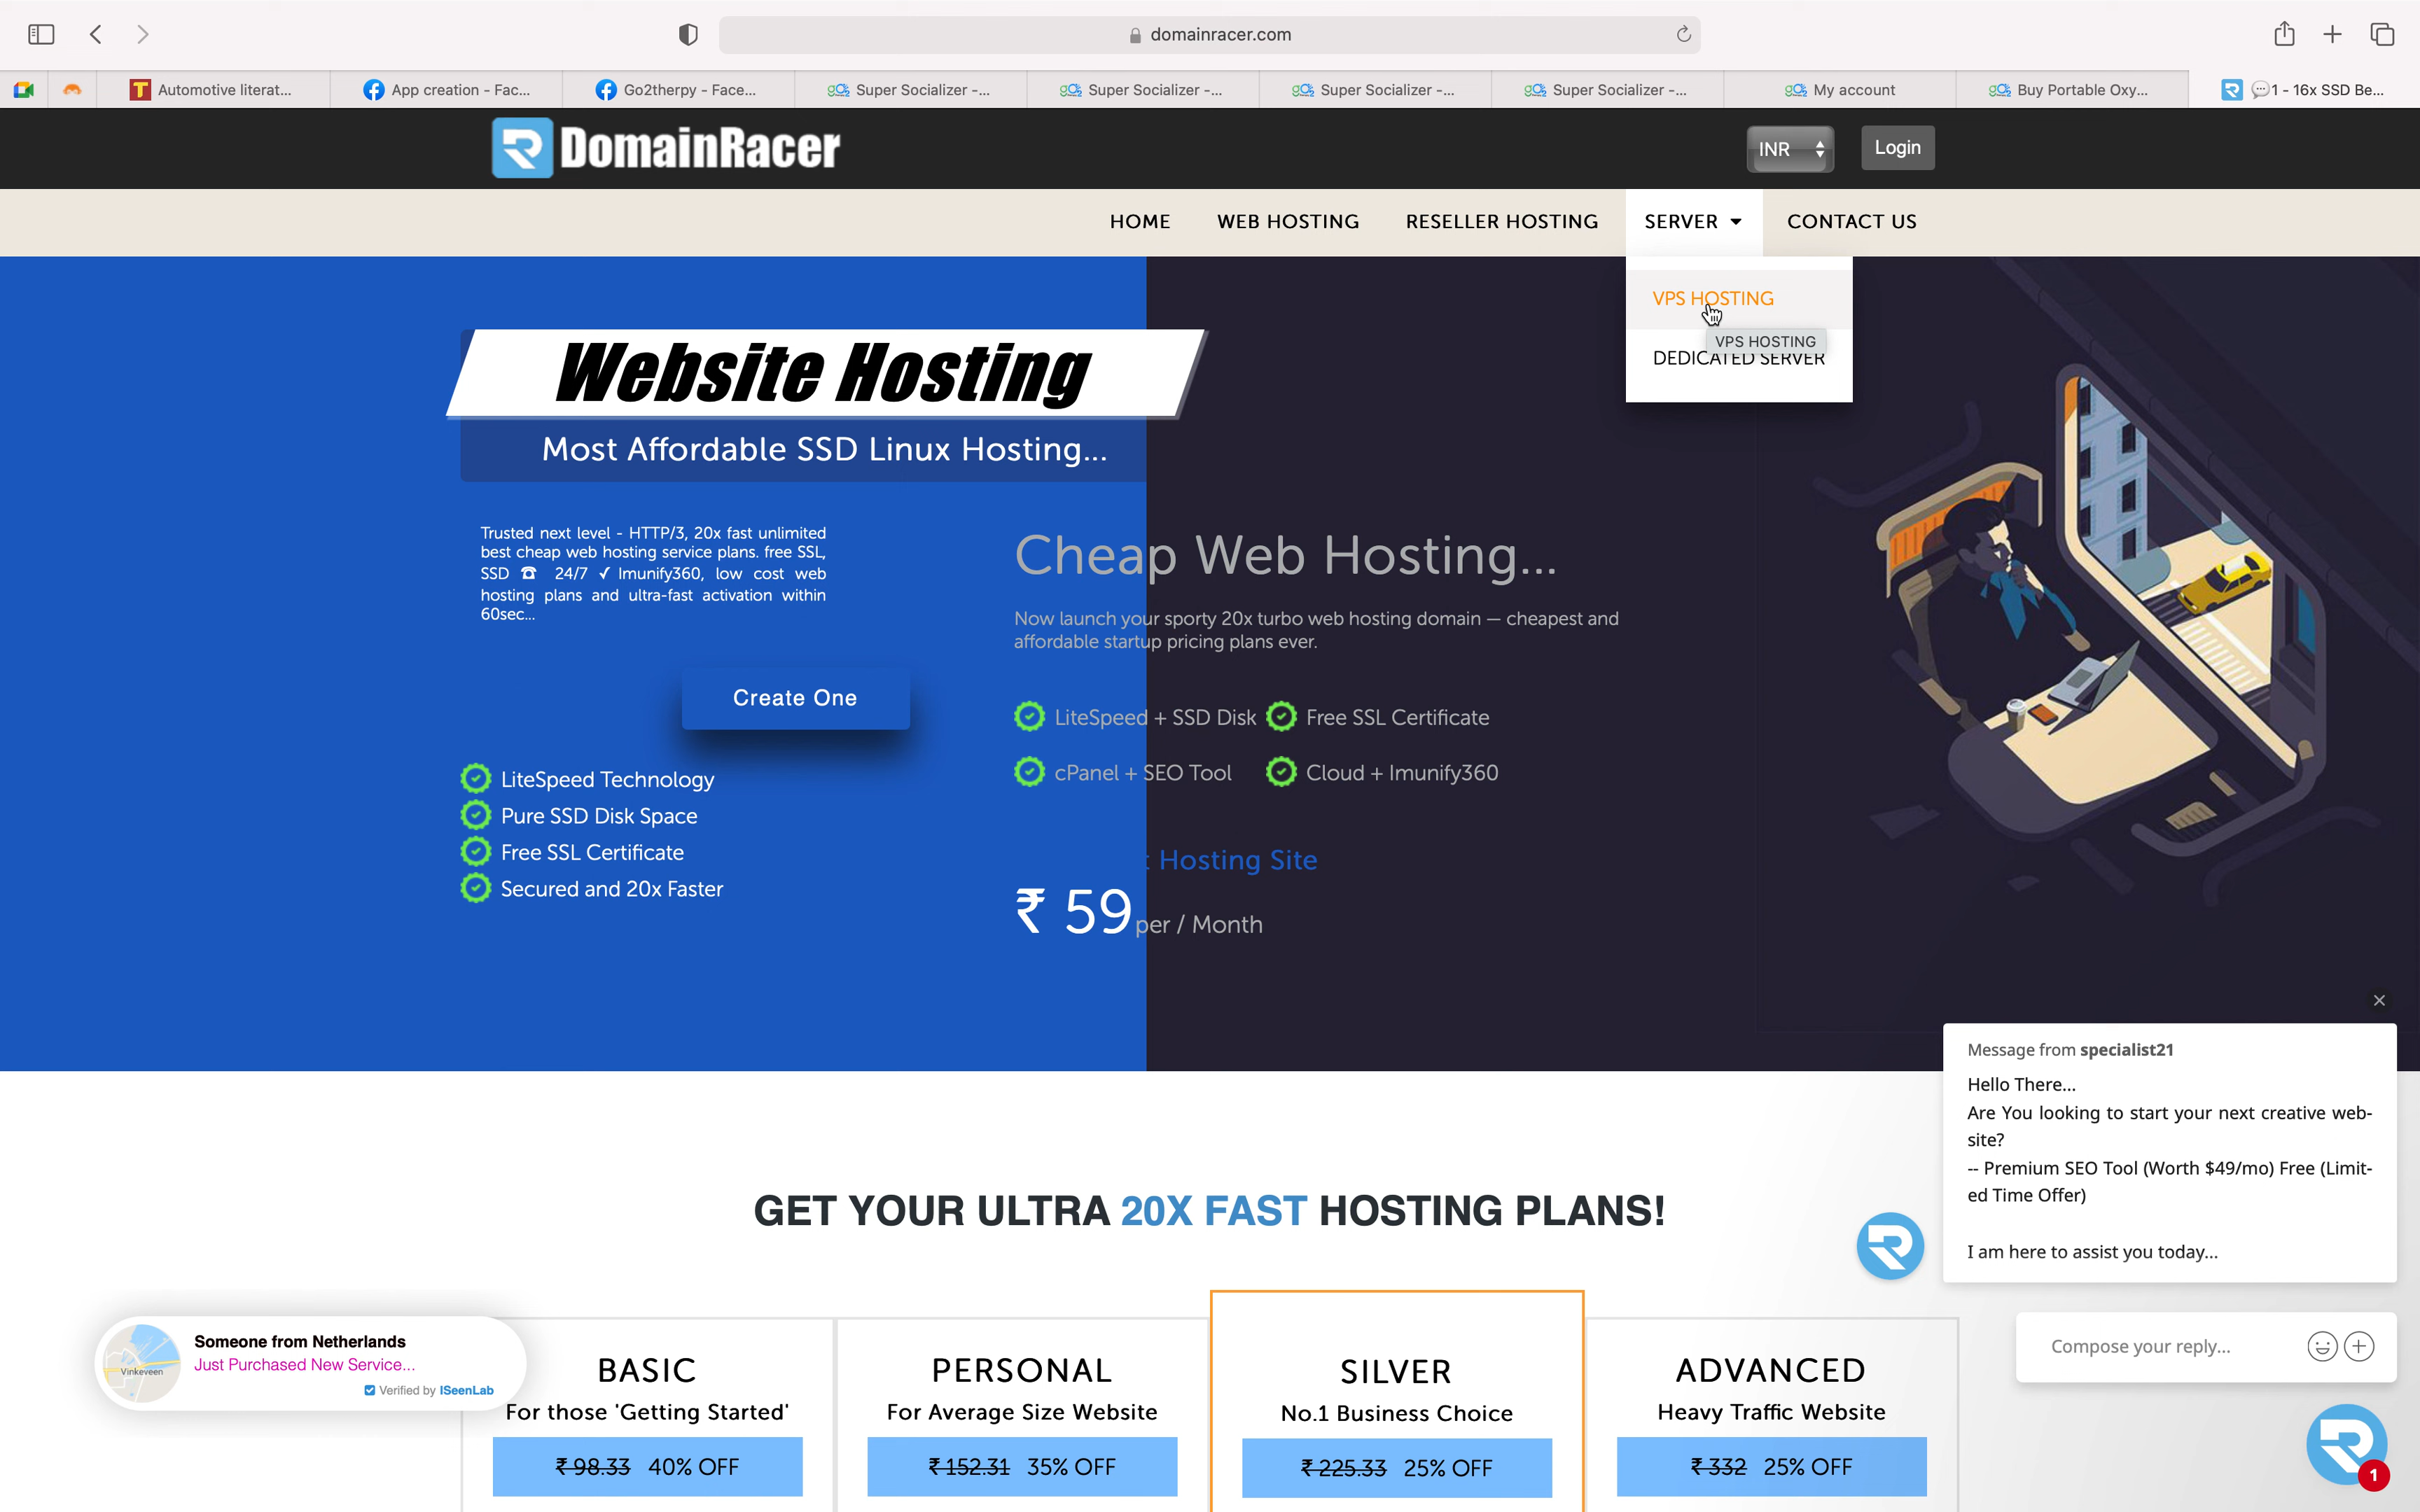 domainracer.com
Automotive literat...
App creation - Fac...
Go2therpy - Face...
Super Socializer -...
Super Socializer -...
Super Socializer -...
Super Socializer -...
My account
Buy Portable Oxy...
1 - 16x SSD Be...
DomainRacer
INR
Login
HOME
WEB HOSTING
RESELLER HOSTING
SERVER
CONTACT US
VPS HOSTING
VPS HOSTING
DEDICATED SERVER
Website Hosting
Most Affordable SSD Linux Hosting...
Trusted next level - HTTP/3, 20x fast unlimited
best cheap web hosting service plans. free SSL,
SSD ☎ 24/7 ✓ Imunify360, low cost web
hosting plans and ultra-fast activation within
60sec...
Create One
LiteSpeed Technology
Pure SSD Disk Space
Free SSL Certificate
Secured and 20x Faster
Cheap Web Hosting...
Now launch your sporty 20x turbo web hosting domain — cheapest and
affordable startup pricing plans ever.
LiteSpeed + SSD Disk
Free SSL Certificate
cPanel + SEO Tool
Cloud + Imunify360
Hosting Site
₹ 59 per / Month
Message from specialist21
Hello There...
Are You looking to start your next creative web-
site?
-- Premium SEO Tool (Worth $49/mo) Free (Limit-
ed Time Offer)
I am here to assist you today...
Compose your reply...
1
GET YOUR ULTRA 20X FAST HOSTING PLANS!
Vinkeveen
Someone from Netherlands
Just Purchased New Service...
Verified by ISeenLab
BASIC
For those 'Getting Started'
₹ 98.33 40% OFF
PERSONAL
For Average Size Website
₹ 152.31 35% OFF
SILVER
No.1 Business Choice
₹ 225.33 25% OFF
ADVANCED
Heavy Traffic Website
₹ 332 25% OFF